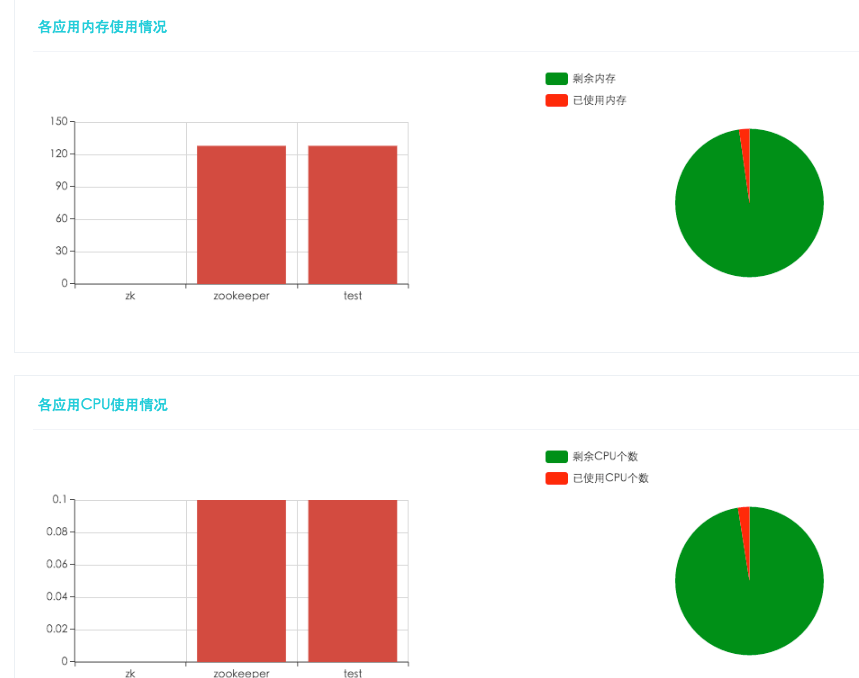 各应用内存使用情况
剩余内存
已使用内存
150
120
90
60
30
0
zk zookeeper test
各应用CPU使用情况
剩余CPU个数
已使用CPU个数
0.1
0.08
0.06
0.04
0.02
0
zk zookeeper test